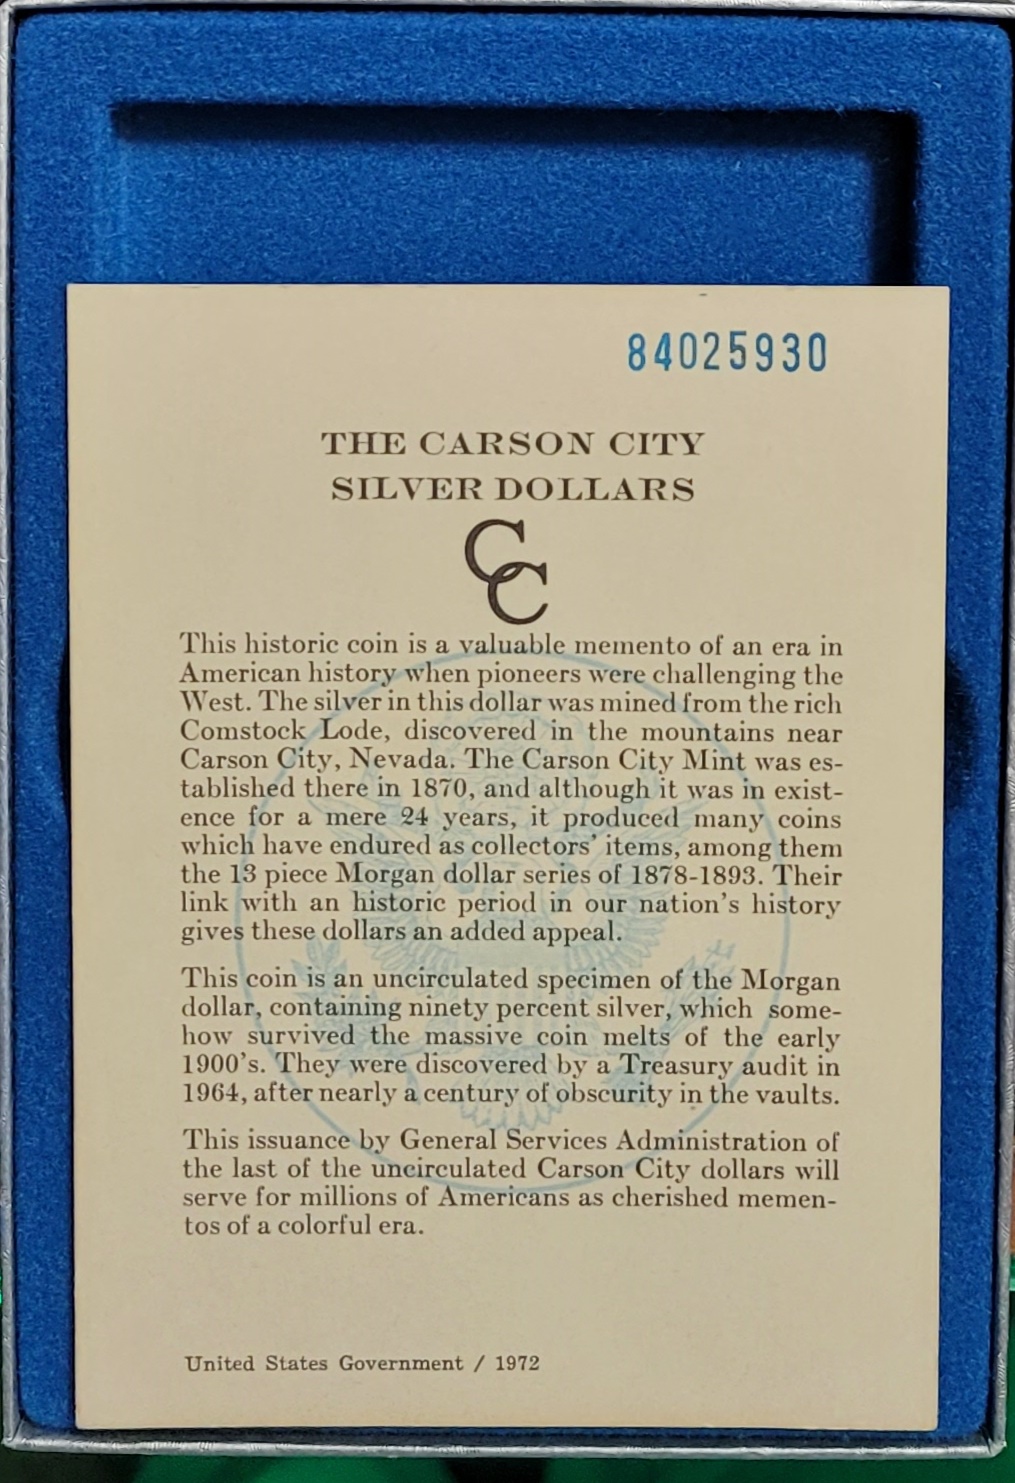 84025930
THE CARSON CITY
SILVER DOLLARS
CC
This historic coin is a valuable memento of an era in
American history when pioneers were challenging the
West. The silver in this dollar was mined from the rich
Comstock Lode, discovered in the mountains near
Carson City, Nevada. The Carson City Mint was es-
tablished there in 1870, and although it was in exist-
ence for a mere 24 years, it produced many coins
which have endured as collectors' items, among them
the 13 piece Morgan dollar series of 1878-1893. Their
link with an historic period in our nation's history
gives these dollars an added appeal.
This coin is an uncirculated specimen of the Morgan
dollar, containing ninety percent silver, which some-
how survived the massive coin melts of the early
1900's. They were discovered by a Treasury audit in
1964, after nearly a century of obscurity in the vaults.
This issuance by General Services Administration of
the last of the uncirculated Carson City dollars will
serve for millions of Americans as cherished memen-
tos of a colorful era.
United States Government / 1972